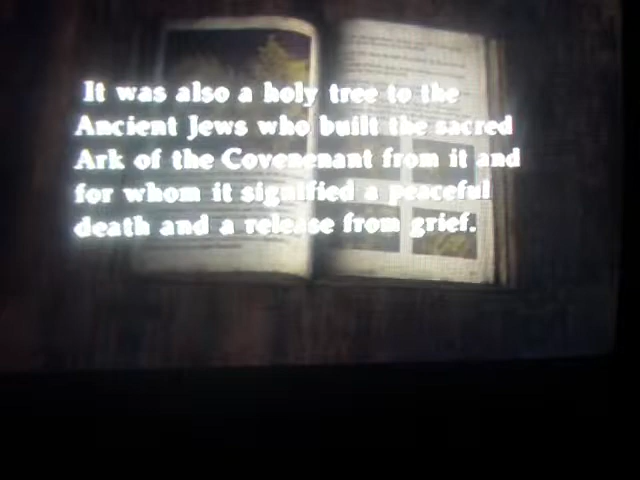 It was also a holy tree to the
Ancient Jews who built the sacred
Ark of the Covenenant from it and
for whom it signified a peaceful
death and a release from grief.